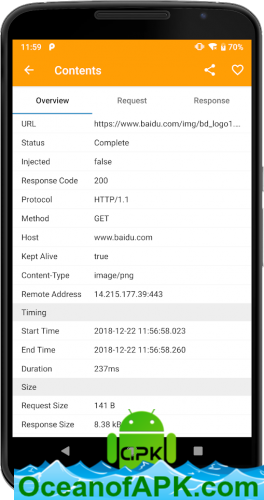 11:59 70%
Contents
Overview Request Response
URL https://www.baidu.com/img/bd_logo1....
Status Complete
Injected false
Response Code 200
Protocol HTTP/1.1
Method GET
Host www.baidu.com
Kept Alive true
Content-Type image/png
Remote Address 14.215.177.39:443
Timing
Start Time 2018-12-22 11:56:58.023
End Time 2018-12-22 11:56:58.260
Duration 237ms
Size
Request Size 141 B
Response Size 8.38 kB
APK
OceanofAPK.com